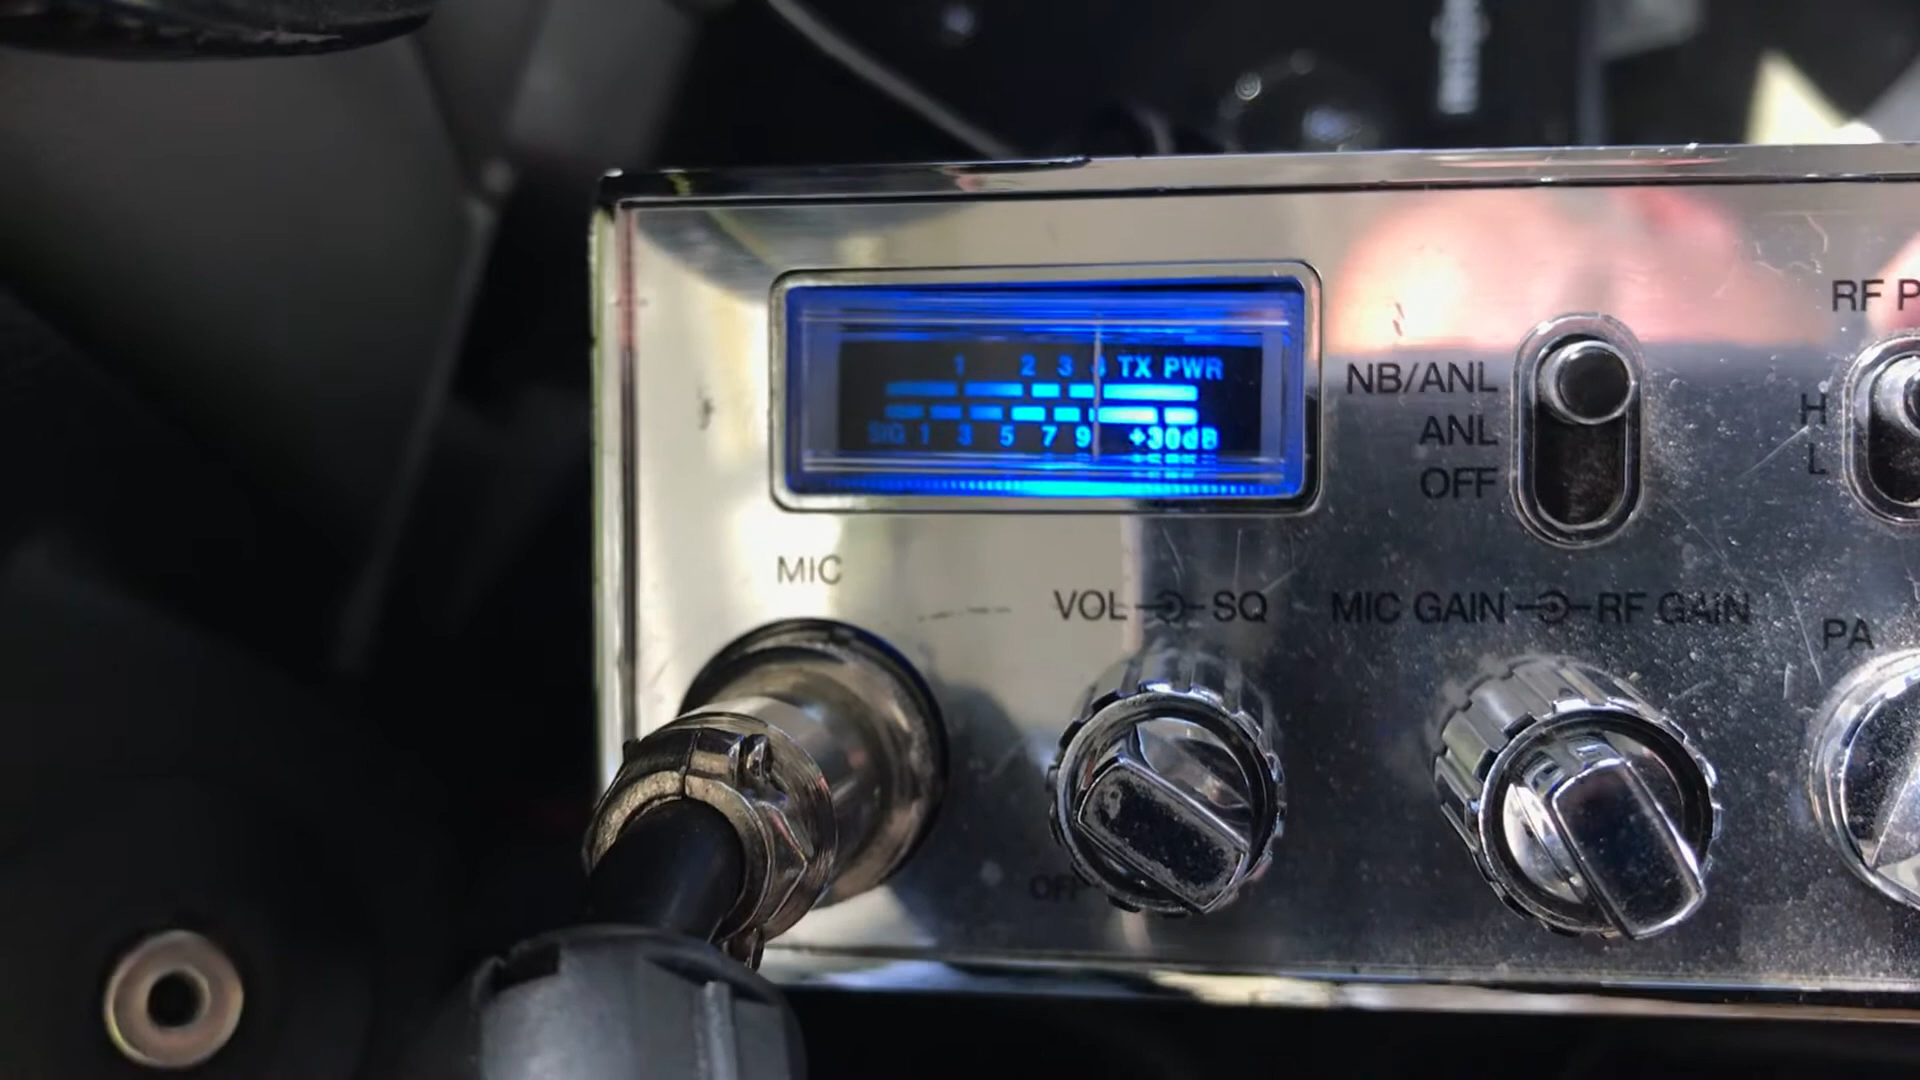 RF P
1 2 3 4 TX PWR
SIG 1 3 5 7 9 +30dB
NB/ANL
ANL
OFF
H
L
MIC
VOL SQ
MIC GAIN RF GAIN
PA
OFF